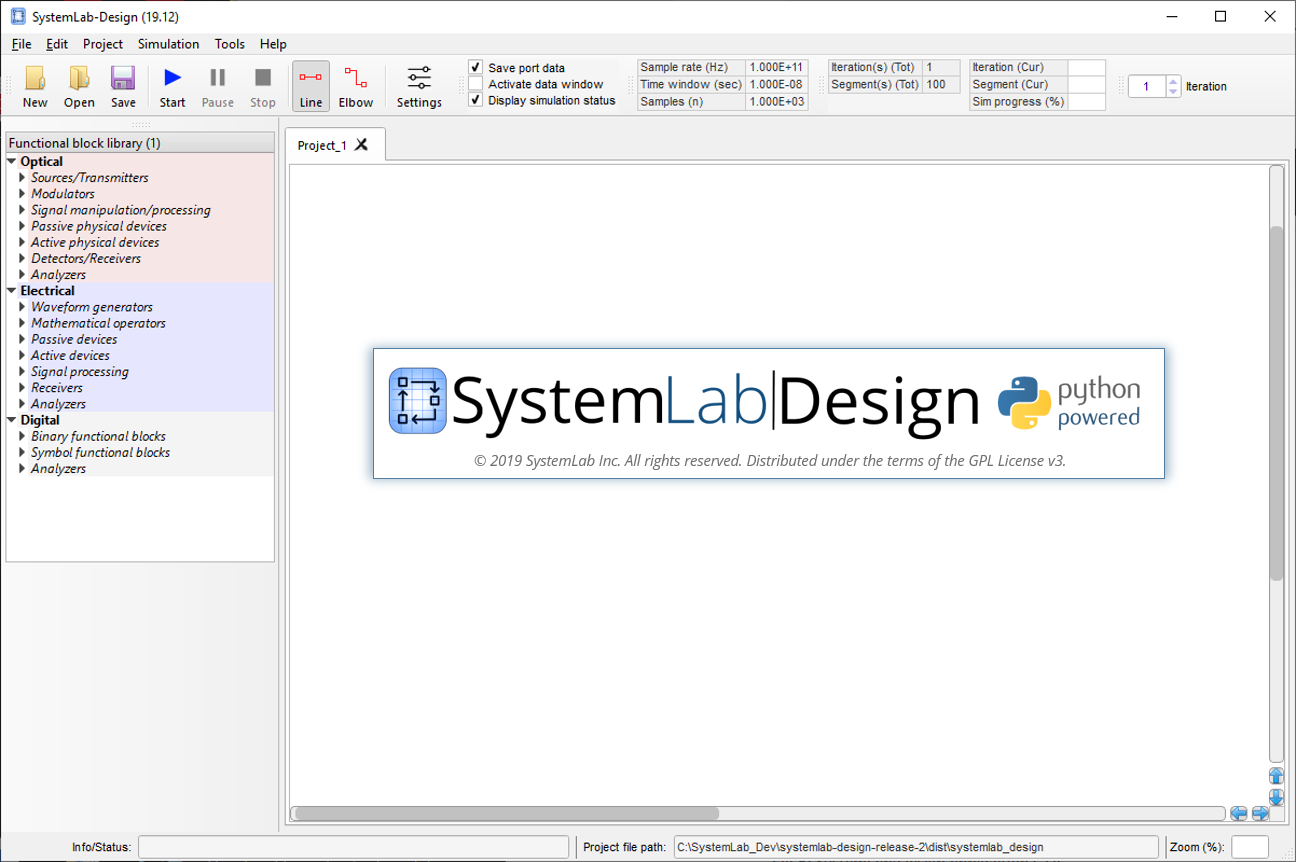 SystemLab-Design (19.12)
File Edit Project Simulation Tools Help
New Open Save Start Pause Stop Line Elbow Settings
Save port data
Activate data window
Display simulation status
Sample rate (Hz) 1.000E+11
Time window (sec) 1.000E-08
Samples (n) 1.000E+03
Iteration(s) (Tot) 1
Segment(s) (Tot) 100
Iteration (Cur)
Segment (Cur)
Sim progress (%)
1 Iteration
Functional block library (1)
Optical
Sources/Transmitters
Modulators
Signal manipulation/processing
Passive physical devices
Active physical devices
Detectors/Receivers
Analyzers
Electrical
Waveform generators
Mathematical operators
Passive devices
Active devices
Signal processing
Receivers
Analyzers
Digital
Binary functional blocks
Symbol functional blocks
Analyzers
Project_1
SystemLab|Design
python
powered
© 2019 SystemLab Inc. All rights reserved. Distributed under the terms of the GPL License v3.
Info/Status:
Project file path: C:\SystemLab_Dev\systemlab-design-release-2\dist\systemlab_design
Zoom (%):